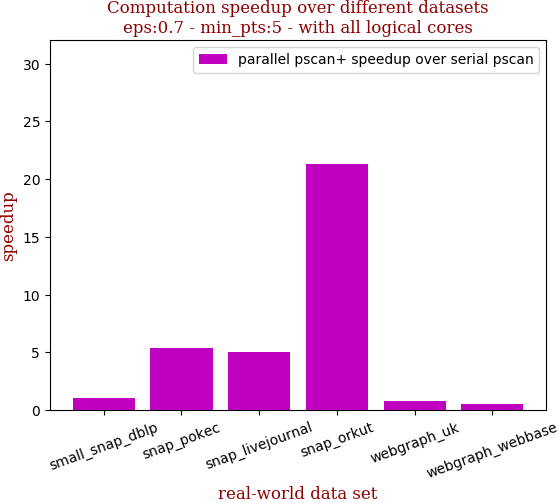 Computation speedup over different datasets
eps:0.7 - min_pts:5 - with all logical cores
parallel pscan+ speedup over serial pscan
30
25
20
15
10
5
0
speedup
small_snap_dblp
snap_pokec
snap_livejournal
snap_orkut
webgraph_uk
webgraph_webbase
real-world data set